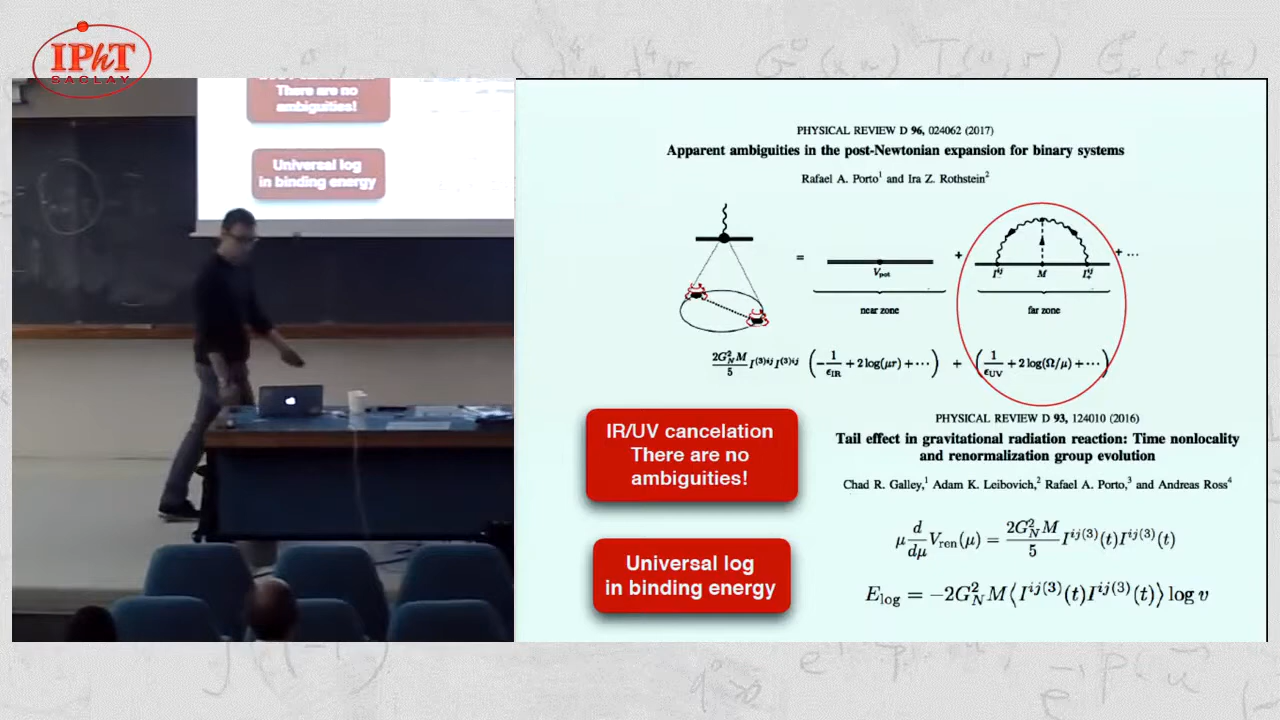 IPhT
SACLAY
There are no
ambiguities!
Universal log
in binding energy
PHYSICAL REVIEW D 96, 024062 (2017)
Apparent ambiguities in the post-Newtonian expansion for binary systems
Rafael A. Porto¹ and Ira Z. Rothstein²
= V_pot + I_-^{ij} M I_+^{ij} + ···
near zone
far zone
2G_N^2 M/5 I^{(3)ij} I^{(3)ij} (−1/ε_IR + 2 log(μr) + ···) + (1/ε_UV + 2 log(Ω/μ) + ···)
IR/UV cancelation
There are no
ambiguities!
PHYSICAL REVIEW D 93, 124010 (2016)
Tail effect in gravitational radiation reaction: Time nonlocality
and renormalization group evolution
Chad R. Galley,¹ Adam K. Leibovich,² Rafael A. Porto,³ and Andreas Ross⁴
μ d/dμ V_ren(μ) = 2G_N^2 M/5 I^{ij(3)}(t) I^{ij(3)}(t)
Universal log
in binding energy
E_log = −2G_N^2 M⟨I^{ij(3)}(t) I^{ij(3)}(t)⟩ log v